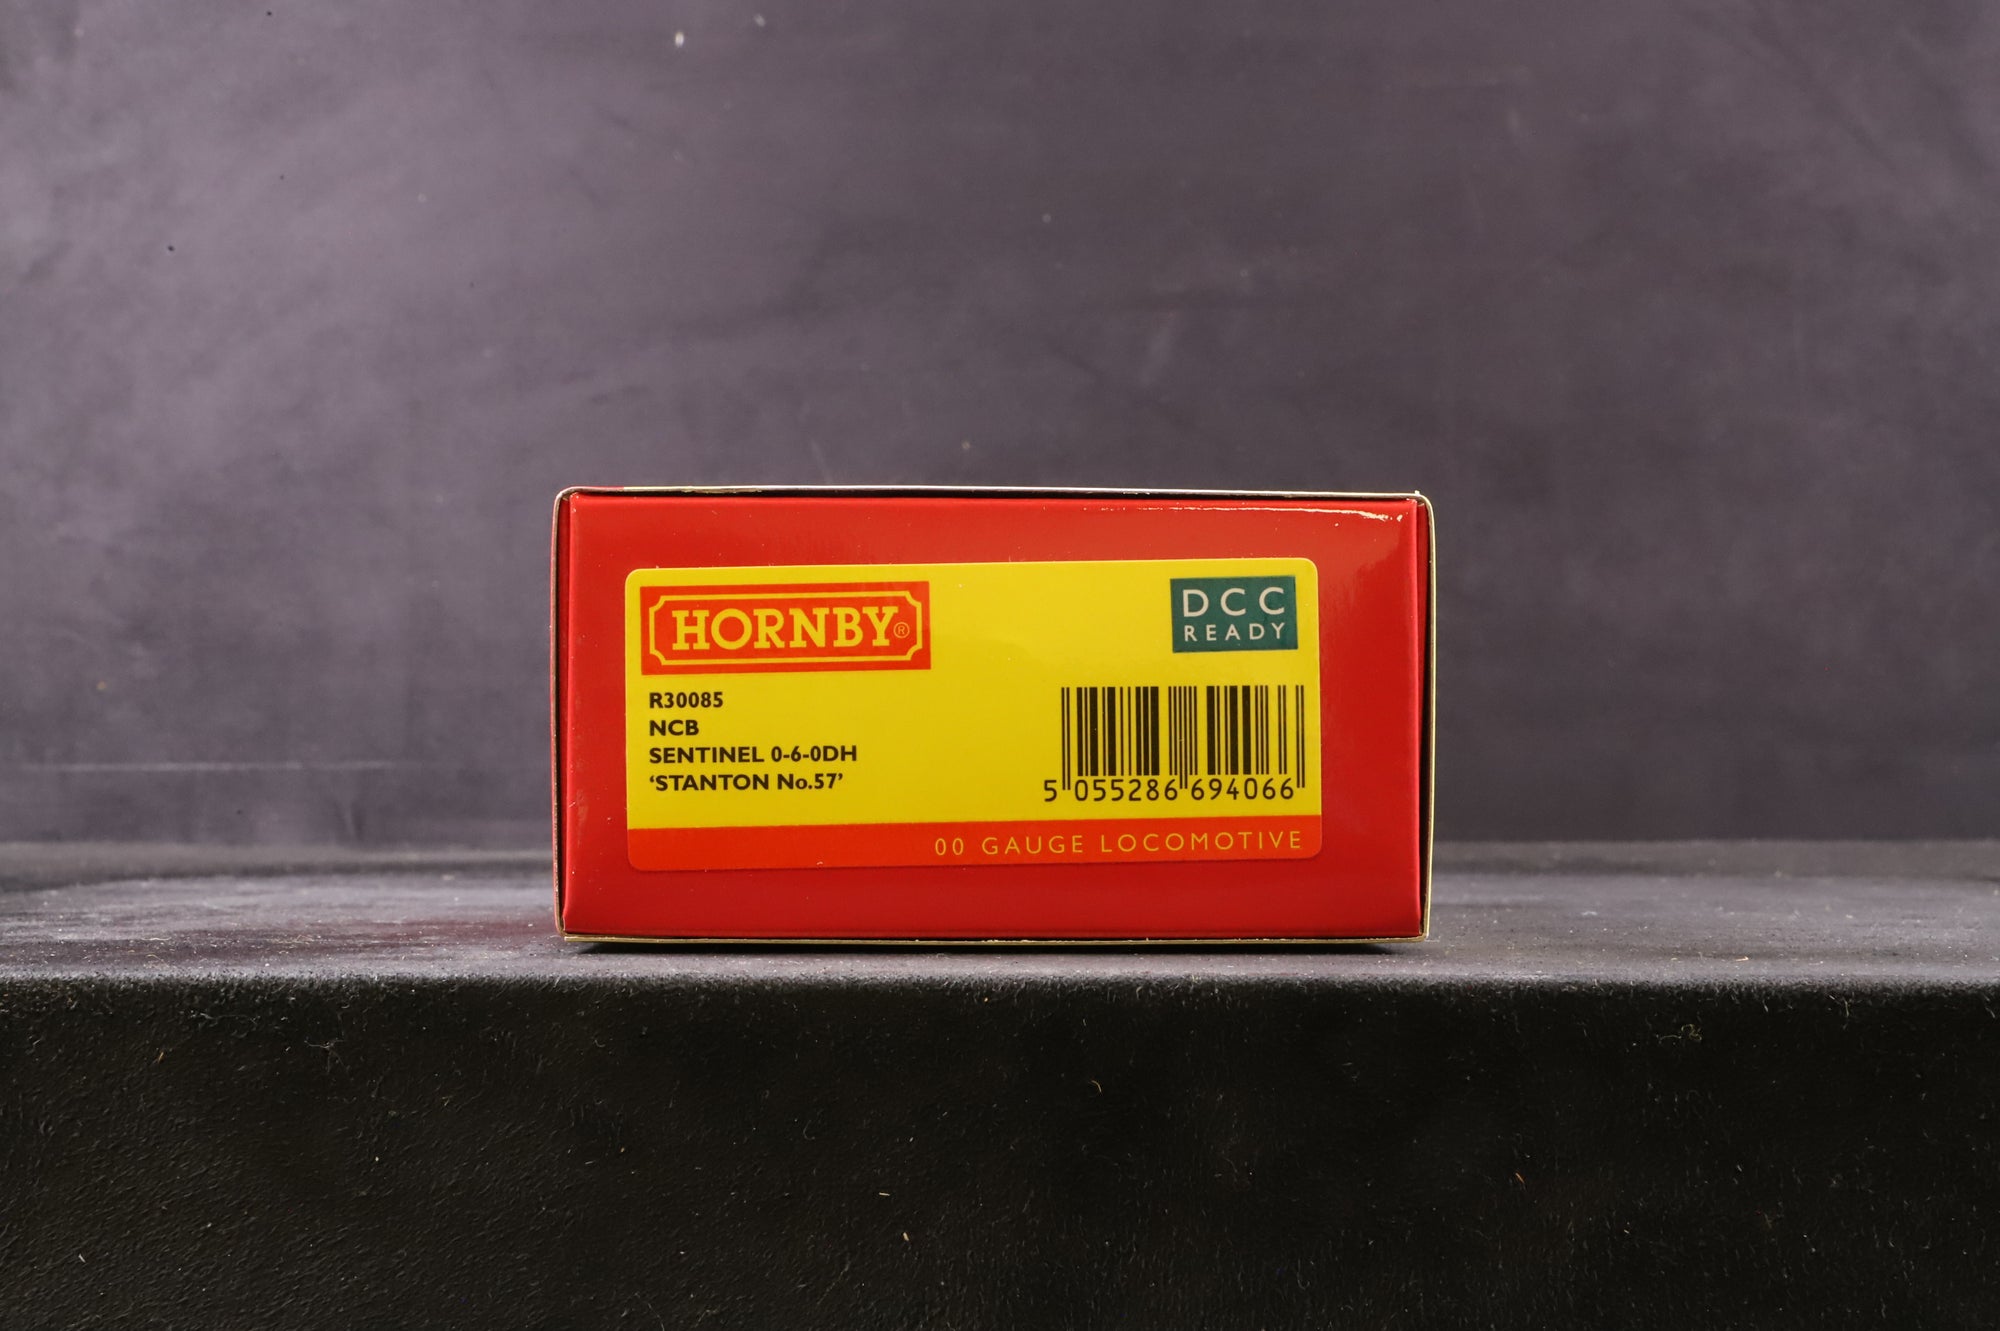 HORNBY®
DCC
READY
R30085
NCB
SENTINEL 0-6-0DH
‘STANTON No.57’
5 055286 694066
00 GAUGE LOCOMOTIVE